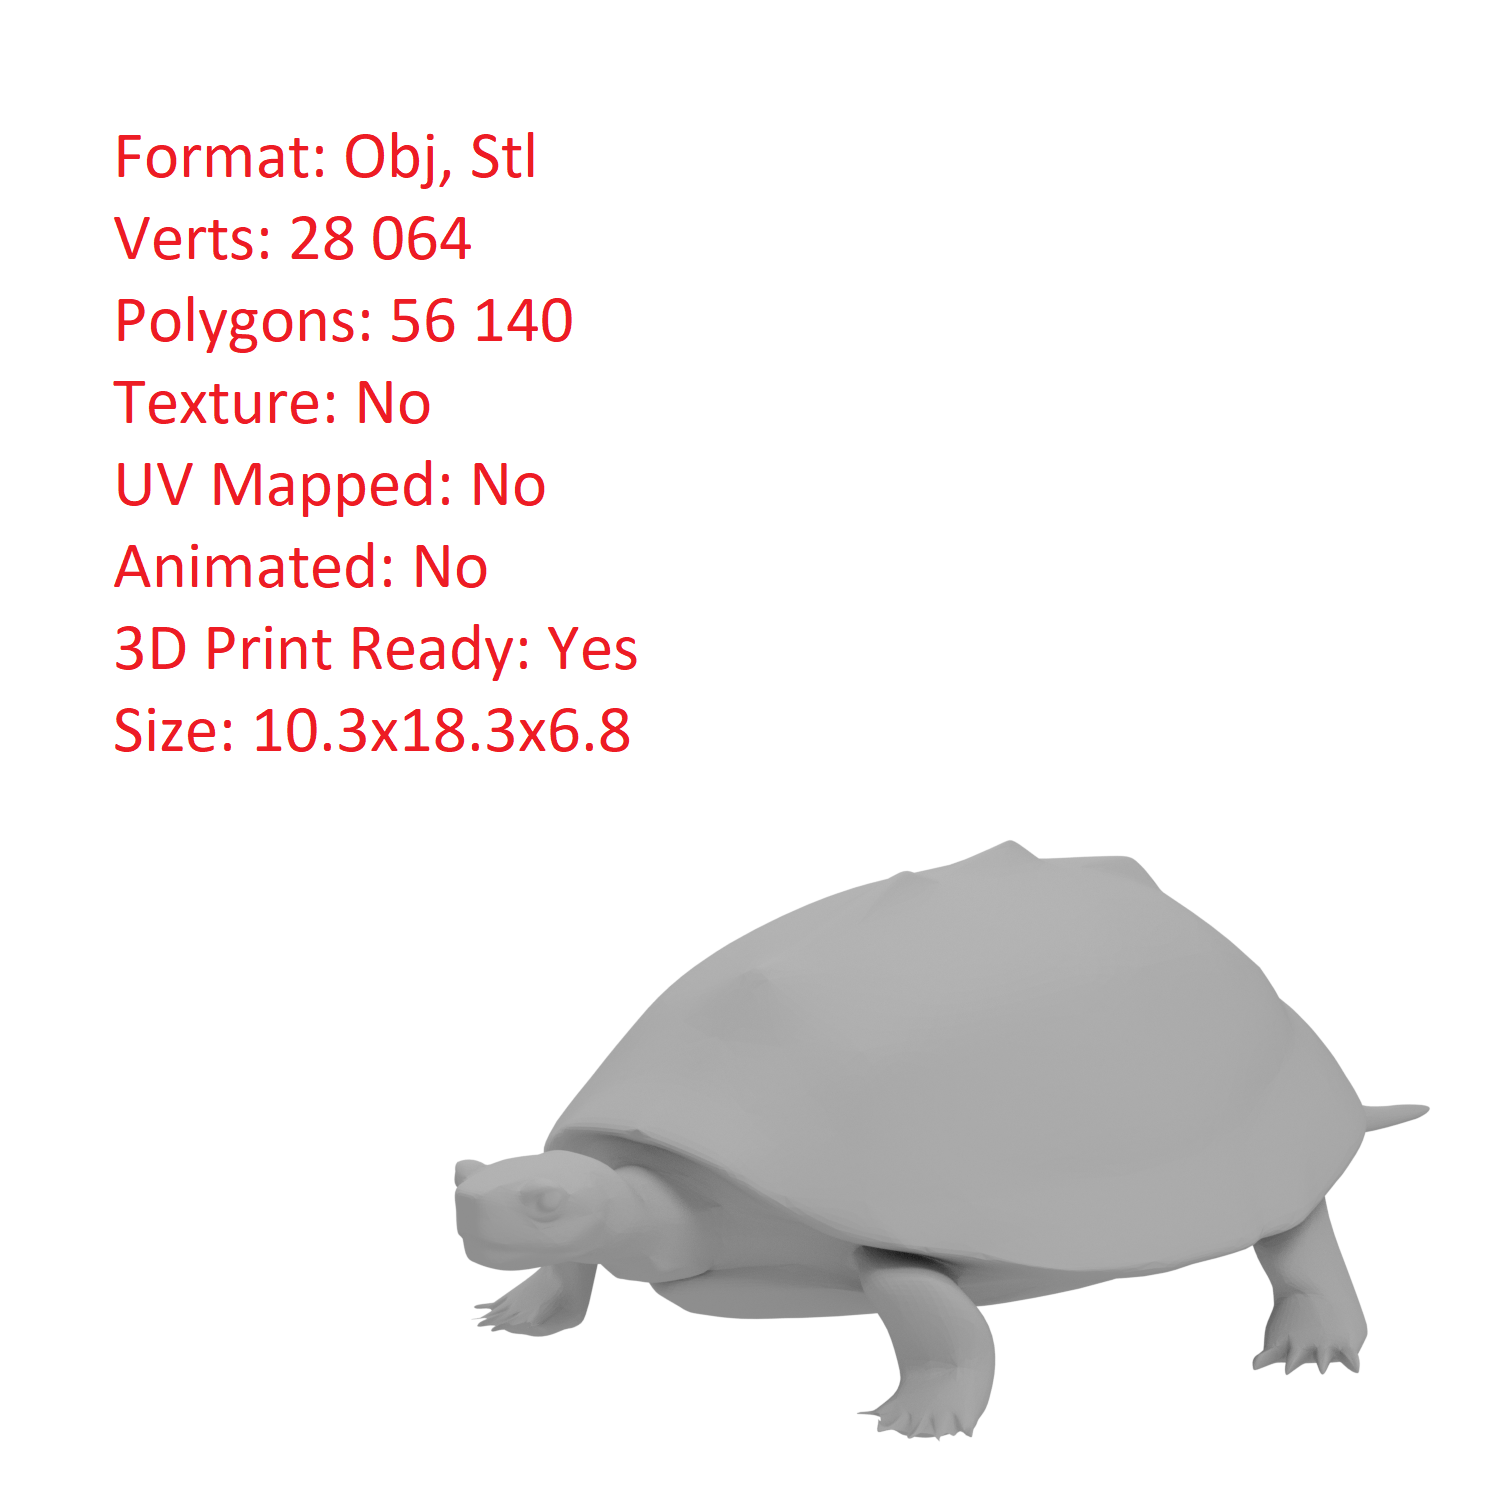 Format: Obj, Stl
Verts: 28 064
Polygons: 56 140
Texture: No
UV Mapped: No
Animated: No
3D Print Ready: Yes
Size: 10.3x18.3x6.8